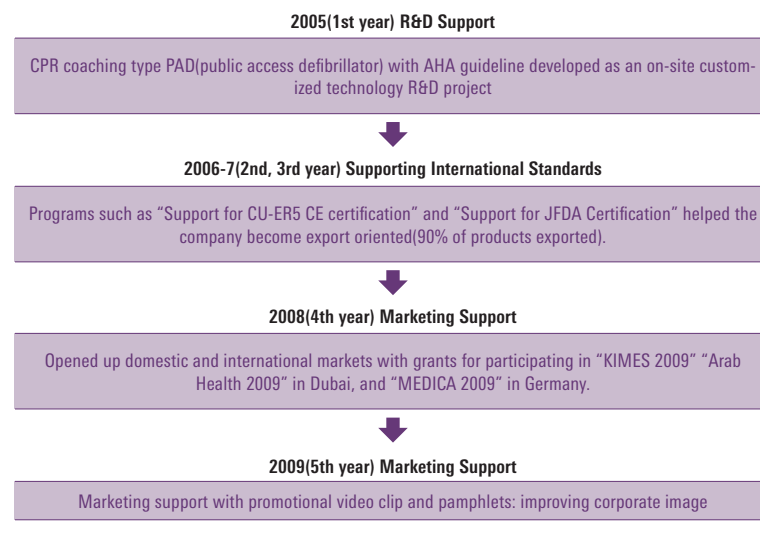 2005(1st year) R&D Support
CPR coaching type PAD(public access defibrillator) with AHA guideline developed as an on-site custom-
ized technology R&D project
2006-7(2nd, 3rd year) Supporting International Standards
Programs such as “Support for CU-ER5 CE certification” and “Support for JFDA Certification” helped the
company become export oriented(90% of products exported).
2008(4th year) Marketing Support
Opened up domestic and international markets with grants for participating in “KIMES 2009” “Arab
Health 2009” in Dubai, and “MEDICA 2009” in Germany.
2009(5th year) Marketing Support
Marketing support with promotional video clip and pamphlets: improving corporate image